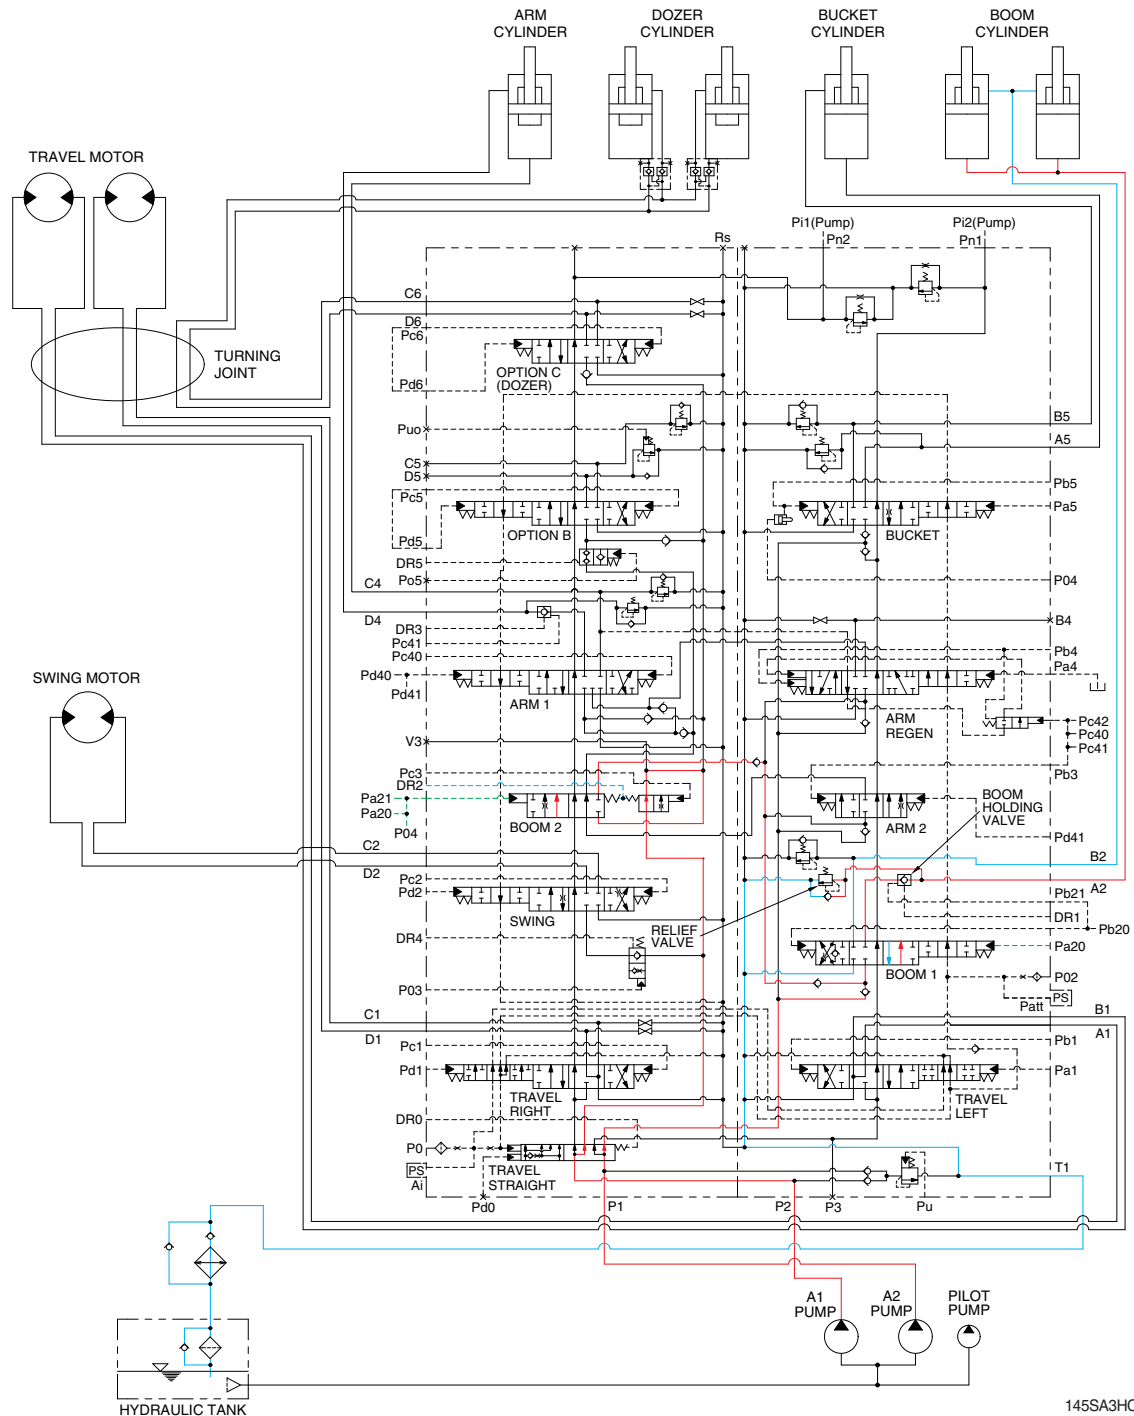 ARM
CYLINDER
DOZER
CYLINDER
BUCKET
CYLINDER
BOOM
CYLINDER
TRAVEL MOTOR
Pi1(Pump)
Pn2
Pi2(Pump)
Pn1
Rs
C6
D6
Pc6
Pd6
OPTION C
(DOZER)
TURNING
JOINT
Puo
C5
D5
Pc5
Pd5
OPTION B
DR5
Po5
C4
D4
DR3
Pc41
Pc40
Pd40
Pd41
ARM 1
B5
A5
Pb5
Pa5
BUCKET
P04
B4
Pb4
Pa4
ARM
REGEN
Pc42
Pc40
Pc41
Pb3
SWING MOTOR
V3
Pc3
DR2
Pa21
Pa20
P04
BOOM 2
BOOM
HOLDING
VALVE
ARM 2
Pd41
C2
D2
Pc2
Pd2
SWING
B2
A2
Pb21
DR1
Pb20
Pa20
RELIEF
VALVE
BOOM 1
DR4
P03
P02
PS
Patt
C1
D1
Pc1
Pd1
TRAVEL
RIGHT
B1
A1
Pb1
Pa1
TRAVEL
LEFT
DR0
P0
PS
Ai
TRAVEL
STRAIGHT
Pd0
P1
P2
P3
Pu
T1
A1
PUMP
A2
PUMP
PILOT
PUMP
HYDRAULIC TANK
145SA3HC